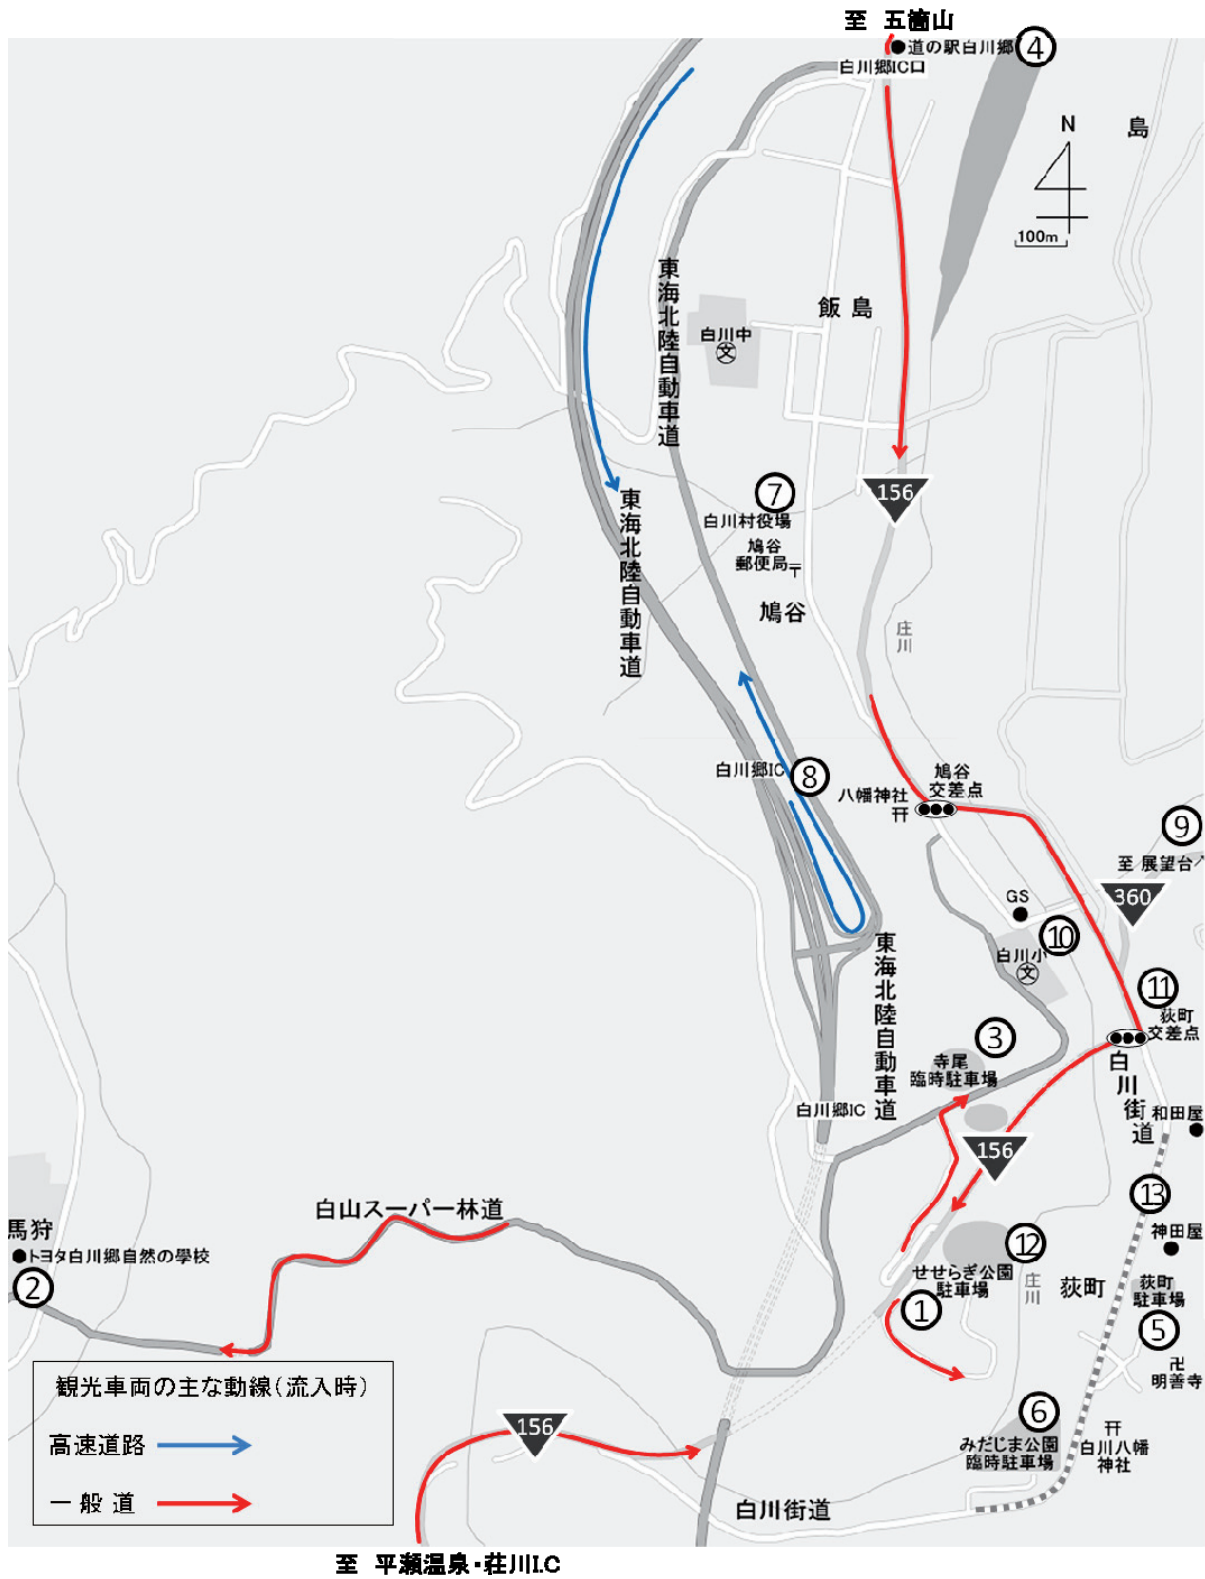 至 五箇山
道の駅白川郷
④
白川郷IC口
N
島
100m
東海北陸自動車道
飯島
白川中
文
156
⑦
白川村役場
鳩谷
郵便局〒
東海北陸自動車道
鳩谷
庄川
白川郷IC
⑧
八幡神社
鳩谷
交差点
⑨
至 展望台
360
GS
⑩
白川小
文
東海北陸自動車道
⑪
荻町
交差点
③
寺尾
臨時駐車場
白川街道
和田屋
白川郷IC
156
⑬
白山スーパー林道
馬狩
トヨタ白川郷自然の學校
②
神田屋
⑫
せせらぎ公園
駐車場
庄川
荻町
荻町
駐車場
①
⑤
卍
明善寺
観光車両の主な動線(流入時)
高速道路
一般道
156
⑥
みだじま公園
臨時駐車場
白川八幡
神社
白川街道
至 平瀬温泉・荘川I.C